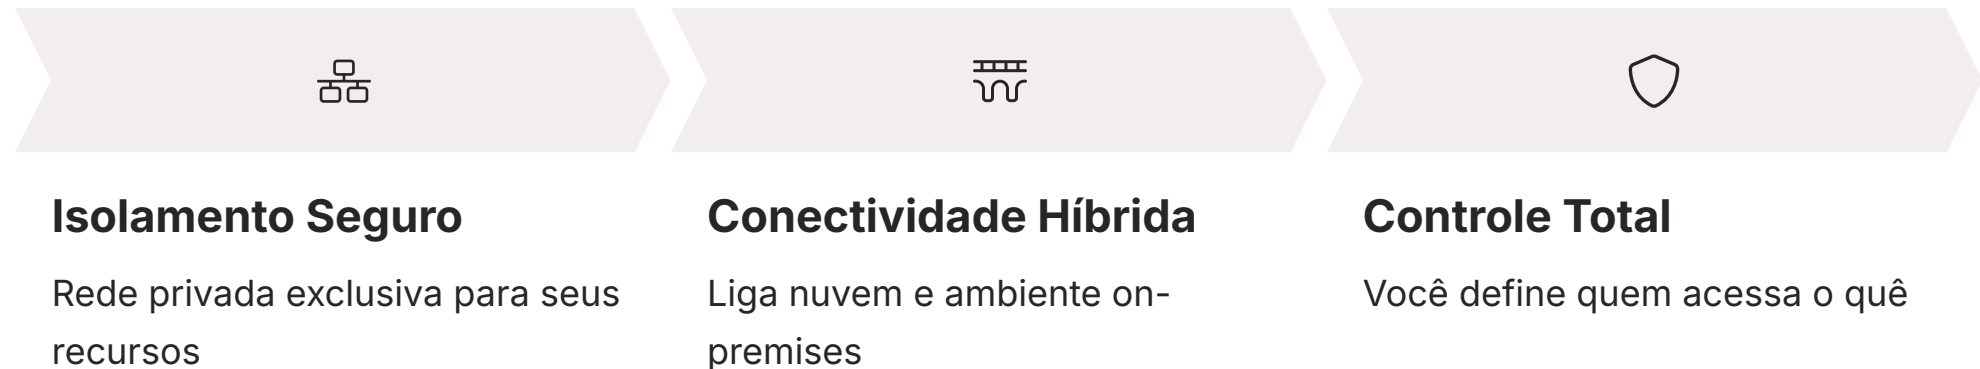 Isolamento Seguro
Rede privada exclusiva para seus
recursos
Conectividade Híbrida
Liga nuvem e ambiente on-
premises
Controle Total
Você define quem acessa o quê